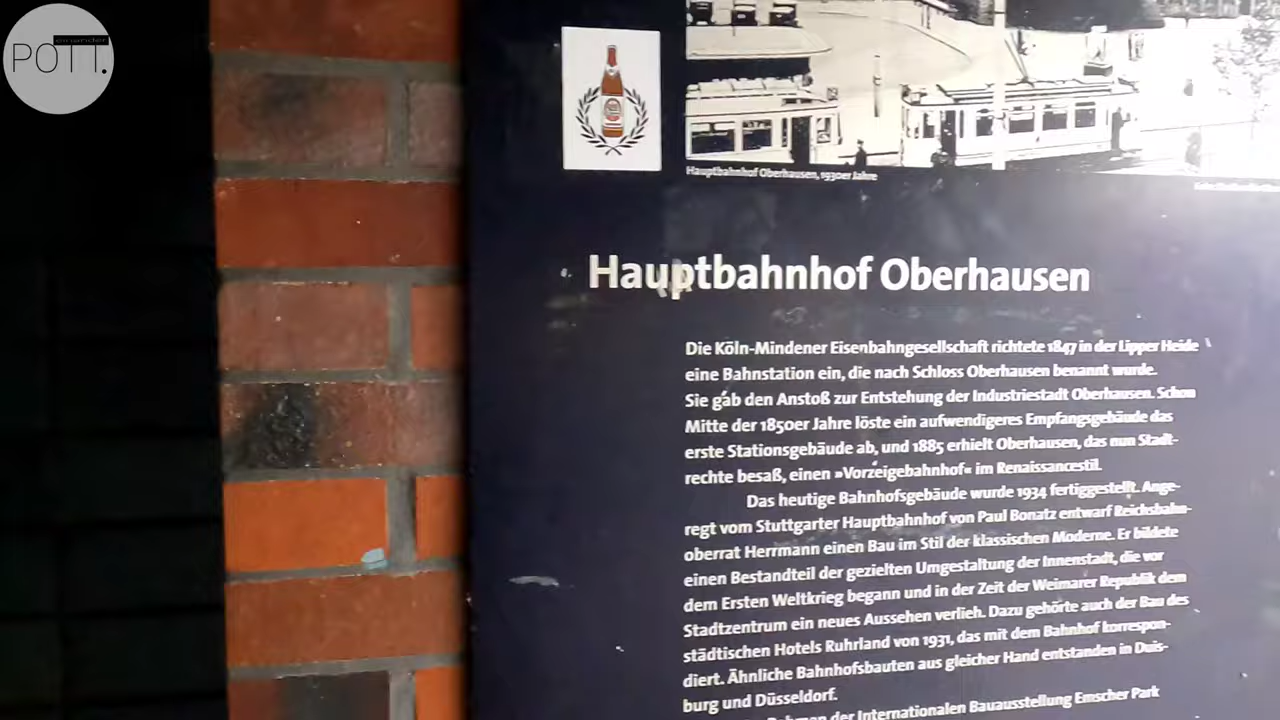 POTT.
Hauptbahnhof Oberhausen, 1930er Jahre
Hauptbahnhof Oberhausen
Die Köln-Mindener Eisenbahngesellschaft richtete 1847 in der Lipper Heide
eine Bahnstation ein, die nach Schloss Oberhausen benannt wurde.
Sie gab den Anstoß zur Entstehung der Industriestadt Oberhausen. Schon
Mitte der 1850er Jahre löste ein aufwendigeres Empfangsgebäude das
erste Stationsgebäude ab, und 1885 erhielt Oberhausen, das nun Stadt-
rechte besaß, einen »Vorzeigebahnhof« im Renaissancestil.
Das heutige Bahnhofsgebäude wurde 1934 fertiggestellt. Ange-
regt vom Stuttgarter Hauptbahnhof von Paul Bonatz entwarf Reichsbahn-
oberrat Herrmann einen Bau im Stil der klassischen Moderne. Er bildete
einen Bestandteil der gezielten Umgestaltung der Innenstadt, die vor
dem Ersten Weltkrieg begann und in der Zeit der Weimarer Republik dem
Stadtzentrum ein neues Aussehen verlieh. Dazu gehörte auch der Bau des
städtischen Hotels Ruhrland von 1931, das mit dem Bahnhof korrespon-
diert. Ähnliche Bahnhofsbauten aus gleicher Hand entstanden in Duis-
burg und Düsseldorf.
Rahmen der Internationalen Bauausstellung Emscher Park